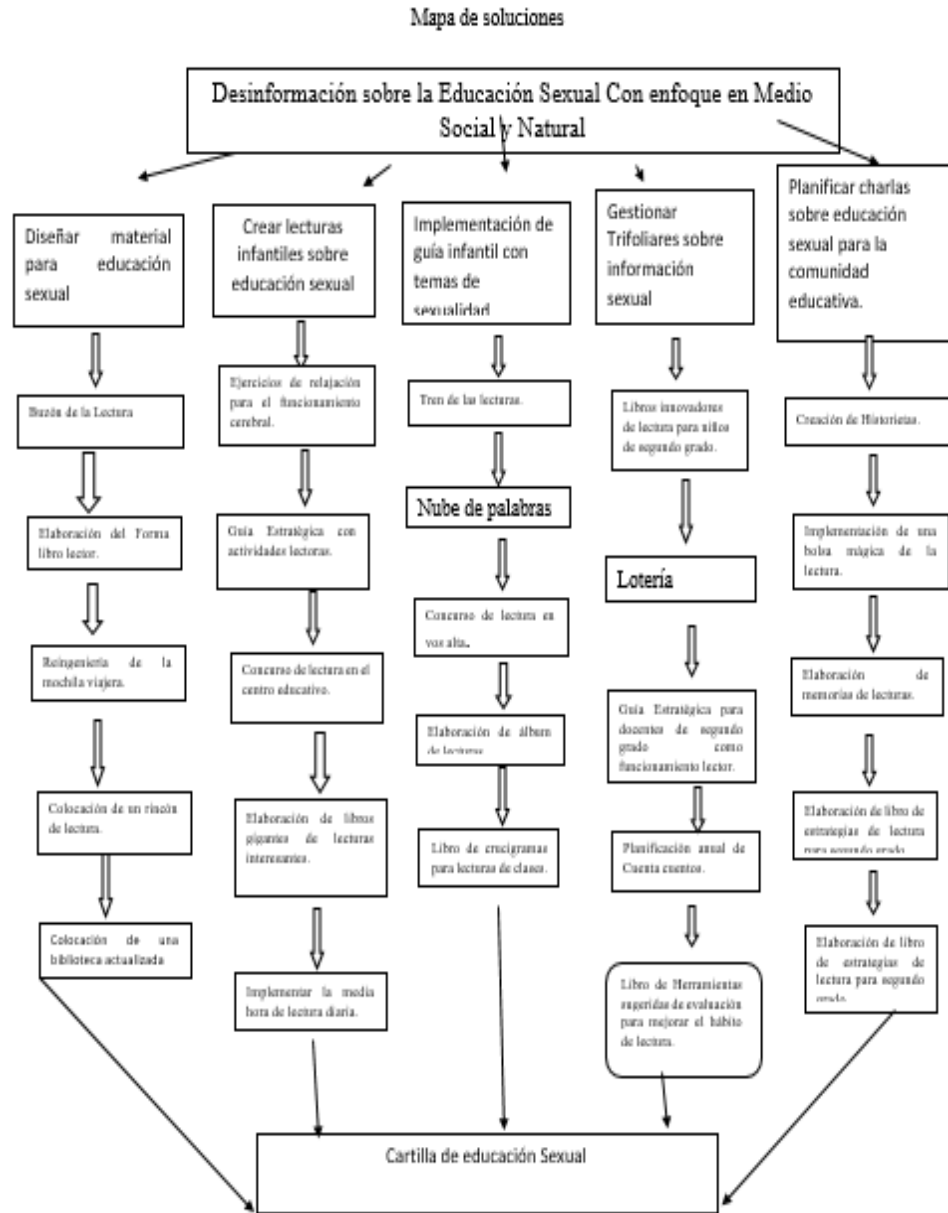 Mapa de soluciones
Desinformación sobre la Educación Sexual Con enfoque en Medio
Social y Natural
Diseñar material
para educación
sexual
Buzón de la Lectura
Elaboración del Forma
libro lector.
Reingeniería de la
mochila viajera.
Colocación de un rincón
de lectura.
Colocación de una
biblioteca actualizada
Crear lecturas
infantiles sobre
educación sexual
Ejercicios de relajación
para el funcionamiento
cerebral.
Guía Estratégica con
actividades lectoras.
Concurso de lectura en el
centro educativo.
Elaboración de libros
gigantes de lecturas
interesantes.
Implementar la media
hora de lectura diaria.
Implementación de
guía infantil con
temas de
sexualidad
Tren de las lecturas.
Nube de palabras
Concurso de lectura en
vos alta.
Elaboración de álbum
de lecturas
Libro de crucigramas
para lecturas de clases.
Gestionar
Trifoliares sobre
información
sexual
Libros innovadores
de lectura para niños
de segundo grado.
Lotería
Guía Estratégica para
docentes de segundo
grado como
funcionamiento lector.
Planificación anual de
Cuenta cuentos.
Libro de Herramientas
sugeridas de evaluación
para mejorar el hábito
de lectura.
Planificar charlas
sobre educación
sexual para la
comunidad
educativa.
Creación de Historietas.
Implementación de una
bolsa mágica de la
lectura.
Elaboración de
memorias de lecturas.
Elaboración de libro de
estrategias de lectura
para segundo grado
Elaboración de libro
de estrategias de
lectura para segundo
grado.
Cartilla de educación Sexual